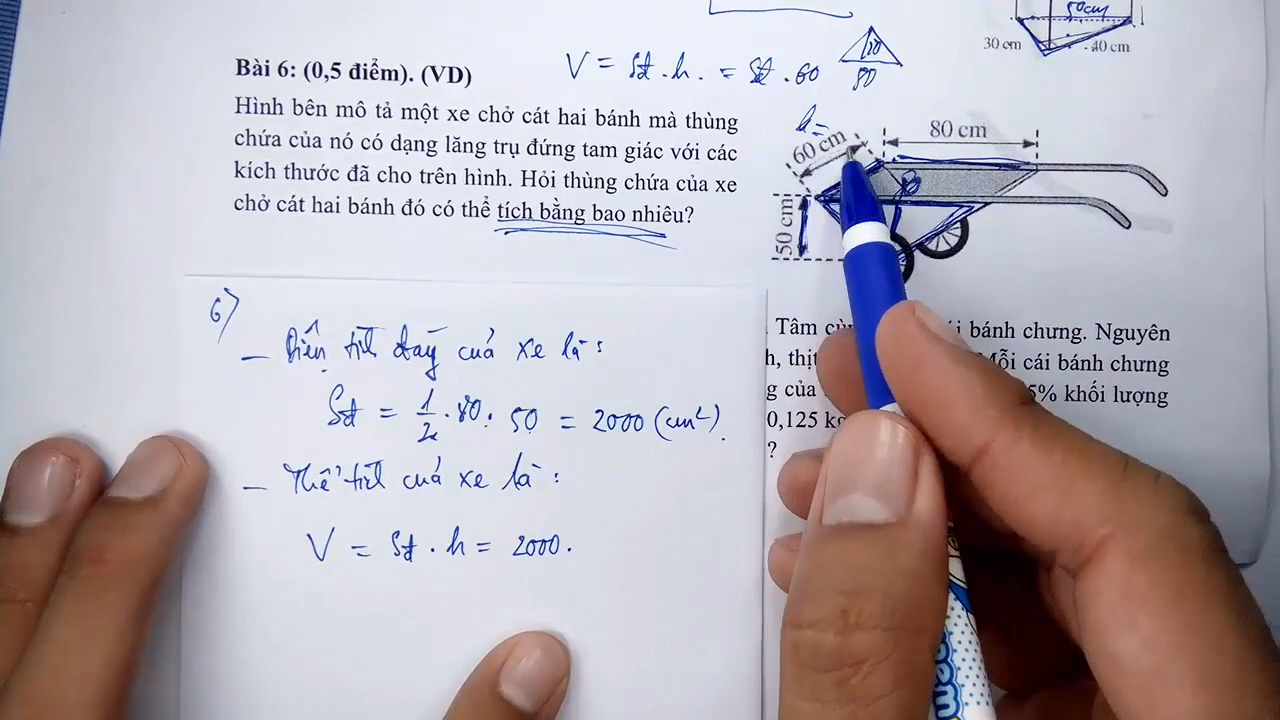 50cm
30 cm
40 cm
V = Sđ . h. = Sđ . 60
80
Bài 6: (0,5 điểm). (VD)
Hình bên mô tả một xe chở cát hai bánh mà thùng
chứa của nó có dạng lăng trụ đứng tam giác với các
kích thước đã cho trên hình. Hỏi thùng chứa của xe
chở cát hai bánh đó có thể tích bằng bao nhiêu?
h =
60 cm
80 cm
50 cm
6)
– Diện tích đáy của xe là :
Sđ = 1/2 . 80 . 50 = 2000 (cm²).
– Thể tích của xe là :
V = Sđ . h = 2000 .
Tâm cù i bánh chưng. Nguyên
h, thịt Mỗi cái bánh chưng
g của 5% khối lượng
0,125 k
?